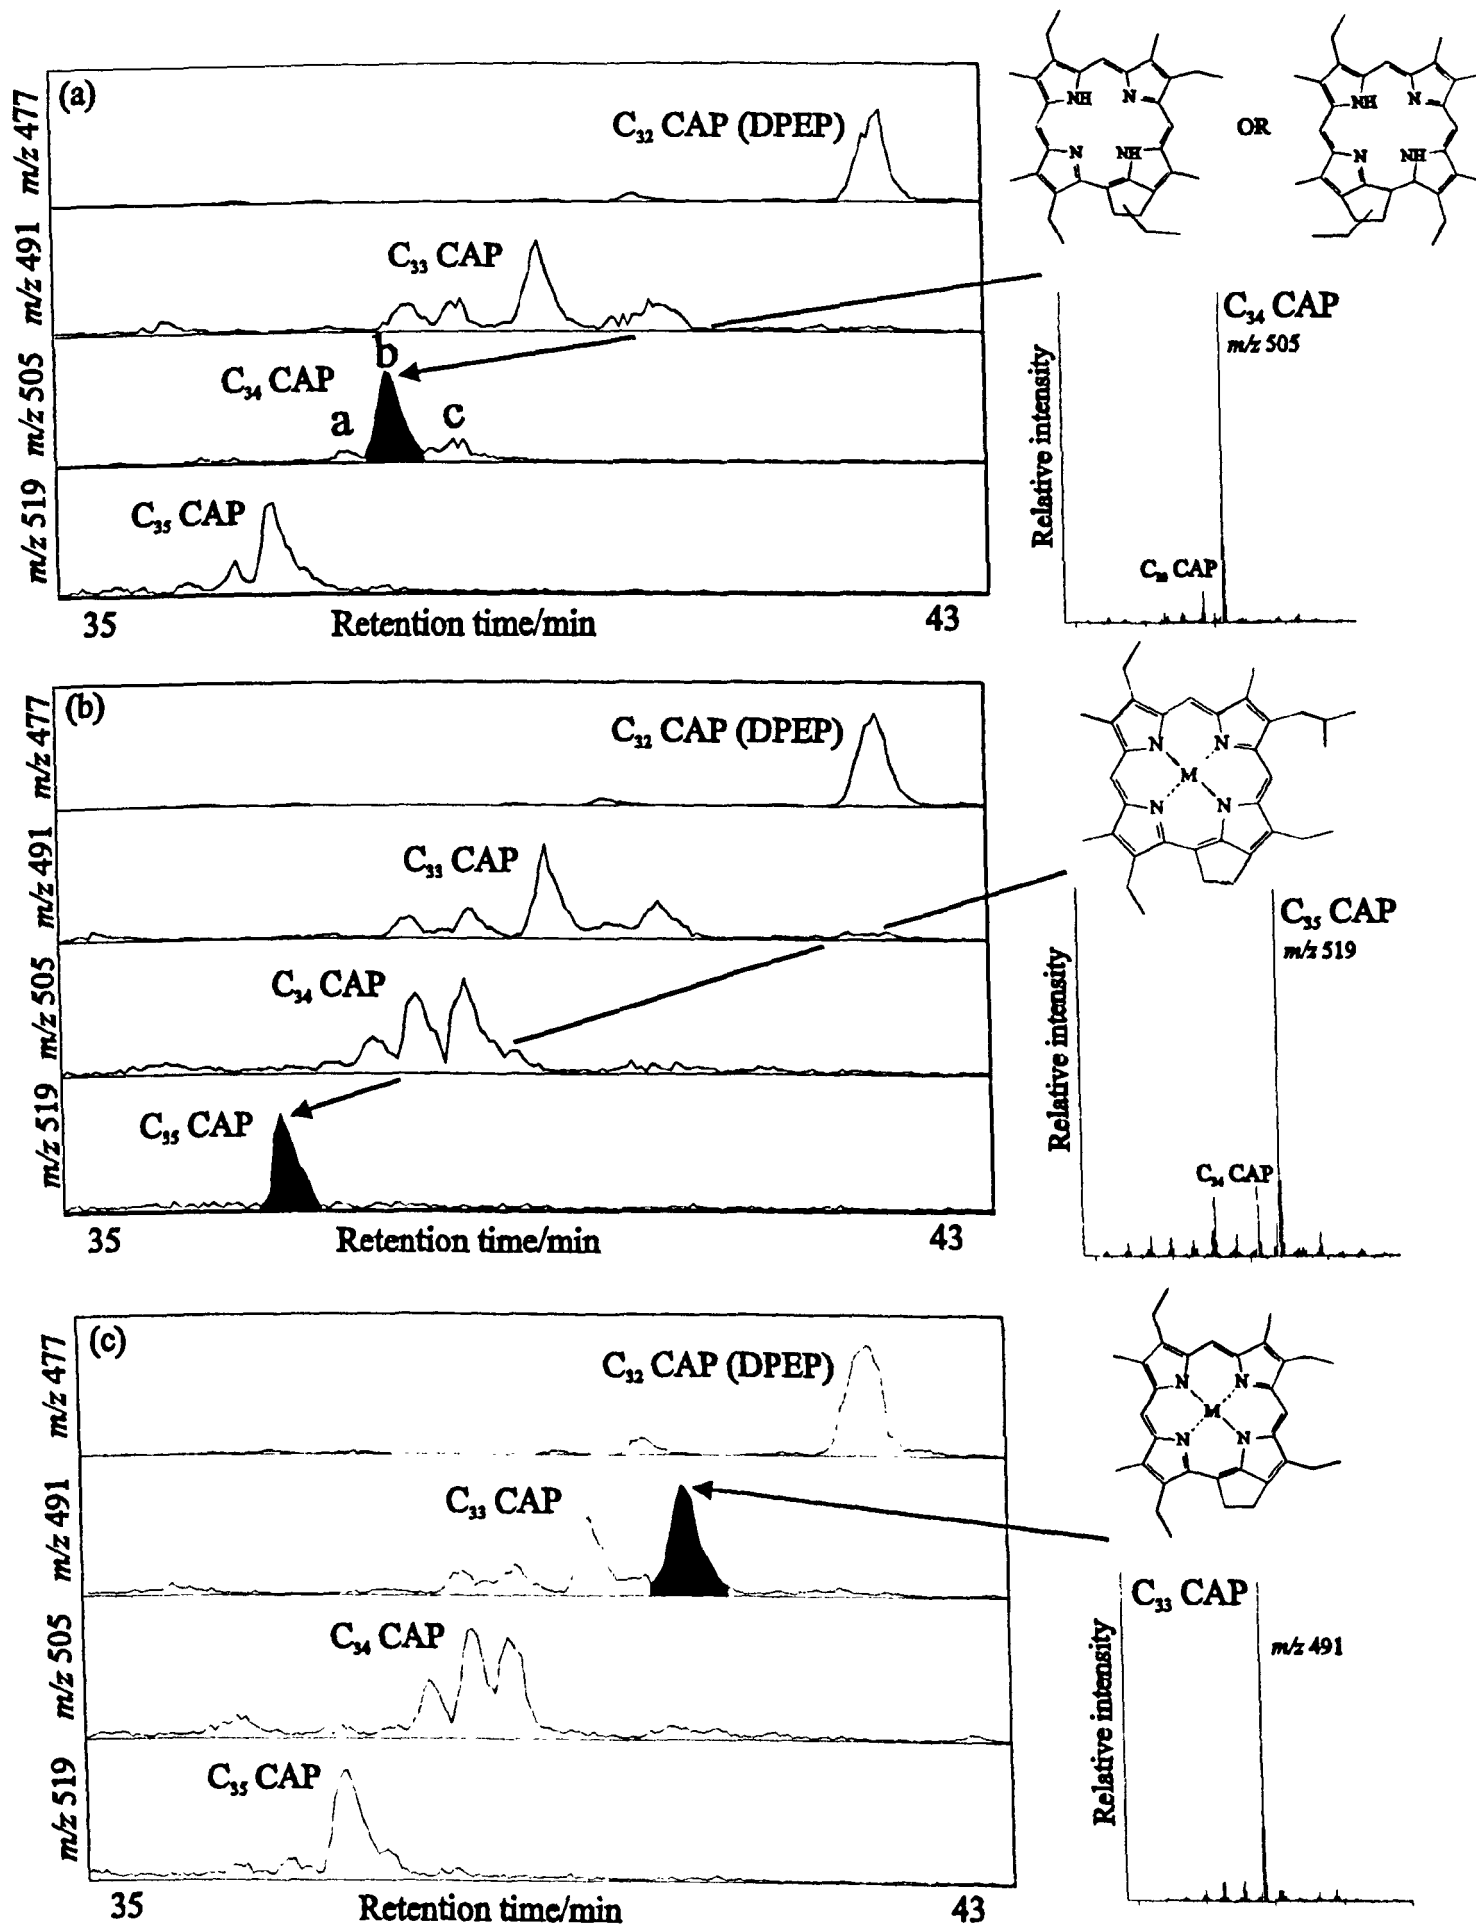 (a)
m/z 477
C₃₂ CAP (DPEP)
m/z 491
C₃₃ CAP
m/z 505
C₃₄ CAP
a
b
c
m/z 519
C₃₅ CAP
35
Retention time/min
43
NH
N
N
NH
OR
NH
N
N
NH
Relative intensity
C₃₄ CAP
m/z 505
CAP
(b)
m/z 477
C₃₂ CAP (DPEP)
m/z 491
C₃₃ CAP
m/z 505
C₃₄ CAP
m/z 519
C₃₅ CAP
35
Retention time/min
43
N
N
M
N
N
Relative intensity
C₃₅ CAP
m/z 519
C₃₄ CAP
(c)
m/z 477
C₃₂ CAP (DPEP)
m/z 491
C₃₃ CAP
m/z 505
C₃₄ CAP
m/z 519
C₃₅ CAP
35
Retention time/min
43
N
N
M
N
N
Relative intensity
C₃₃ CAP
m/z 491